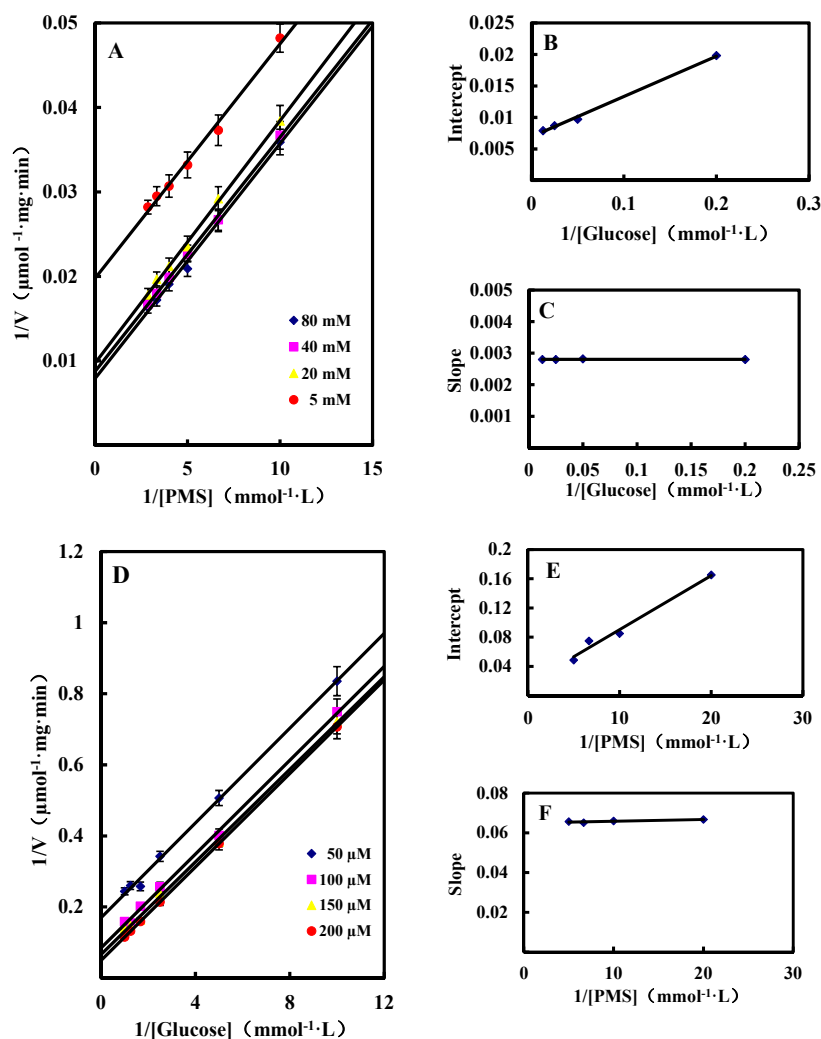 A
0.05
0.04
0.03
0.02
0.01
1/V（μmol ⁻¹·mg·min）
80 mM
40 mM
20 mM
5 mM
0 5 10 15
1/[PMS]（mmol⁻¹·L）
B
0.02
0.015
0.01
0.005
Intercept
0 0.1 0.2 0.3
1/[Glucose]（mmol⁻¹·L）
C
0.005
0.004
0.003
0.002
0.001
Slope
0 0.05 0.1 0.15 0.2 0.25
1/[Glucose]（mmol⁻¹·L）
D
1.2
1
0.8
0.6
0.4
0.2
1/V（μmol⁻¹·mg·min）
50 μM
100 μM
150 μM
200 μM
0 4 8 12
1/[Glucose]（mmol⁻¹·L）
E
0.2
0.16
0.12
0.08
0.04
Intercept
0 10 20 30
1/[PMS]（mmol⁻¹·L）
F
0.08
0.06
0.04
0.02
Slope
0 10 20 30
1/[PMS]（mmol⁻¹·L）